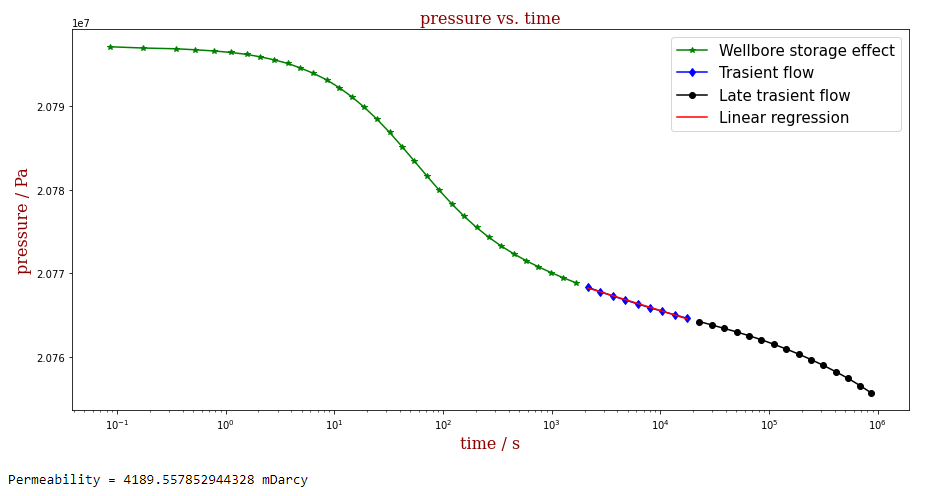 pressure vs. time
1e7
Wellbore storage effect
Trasient flow
Late trasient flow
Linear regression
2.079
2.078
2.077
2.076
pressure / Pa
10⁻¹ 10⁰ 10¹ 10² 10³ 10⁴ 10⁵ 10⁶
time / s
Permeability = 4189.557852944328 mDarcy